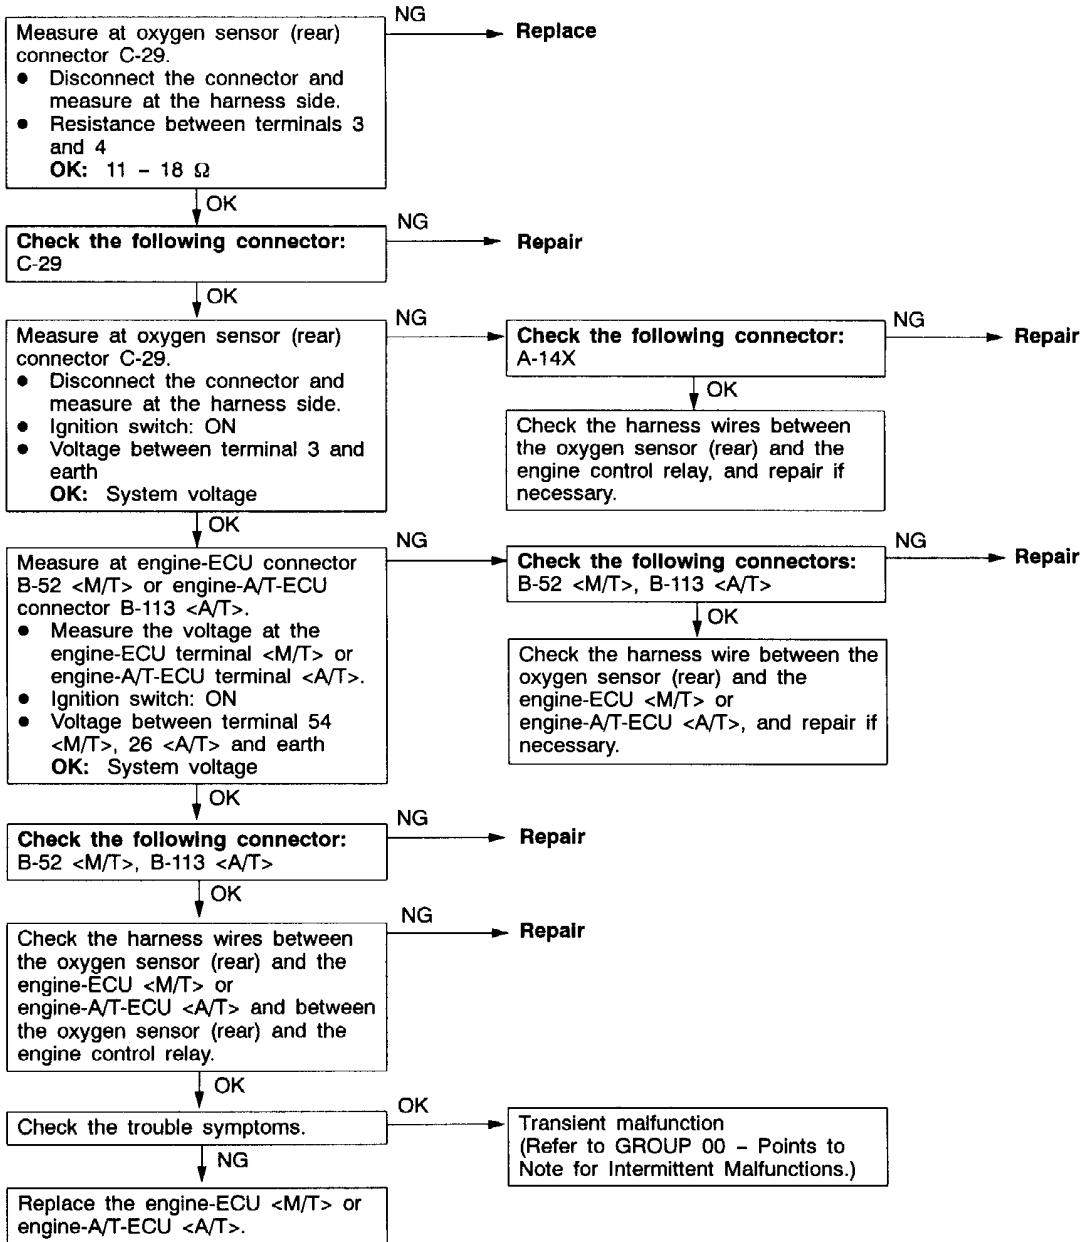 NG
Measure at oxygen sensor (rear)
connector C-29.
● Disconnect the connector and
measure at the harness side.
● Resistance between terminals 3
and 4
OK: 11 – 18 Ω
Replace
OK
NG
Check the following connector:
C-29
Repair
OK
NG
Measure at oxygen sensor (rear)
connector C-29.
● Disconnect the connector and
measure at the harness side.
● Ignition switch: ON
● Voltage between terminal 3 and
earth
OK: System voltage
Check the following connector:
A-14X
NG
Repair
OK
Check the harness wires between
the oxygen sensor (rear) and the
engine control relay, and repair if
necessary.
OK
NG
Measure at engine-ECU connector
B-52 <M/T> or engine-A/T-ECU
connector B-113 <A/T>.
● Measure the voltage at the
engine-ECU terminal <M/T> or
engine-A/T-ECU terminal <A/T>.
● Ignition switch: ON
● Voltage between terminal 54
<M/T>, 26 <A/T> and earth
OK: System voltage
Check the following connectors:
B-52 <M/T>, B-113 <A/T>
NG
Repair
OK
Check the harness wire between the
oxygen sensor (rear) and the
engine-ECU <M/T> or
engine-A/T-ECU <A/T>, and repair if
necessary.
OK
NG
Check the following connector:
B-52 <M/T>, B-113 <A/T>
Repair
OK
NG
Check the harness wires between
the oxygen sensor (rear) and the
engine-ECU <M/T> or
engine-A/T-ECU <A/T> and between
the oxygen sensor (rear) and the
engine control relay.
Repair
OK
Check the trouble symptoms.
OK
Transient malfunction
(Refer to GROUP 00 – Points to
Note for Intermittent Malfunctions.)
NG
Replace the engine-ECU <M/T> or
engine-A/T-ECU <A/T>.